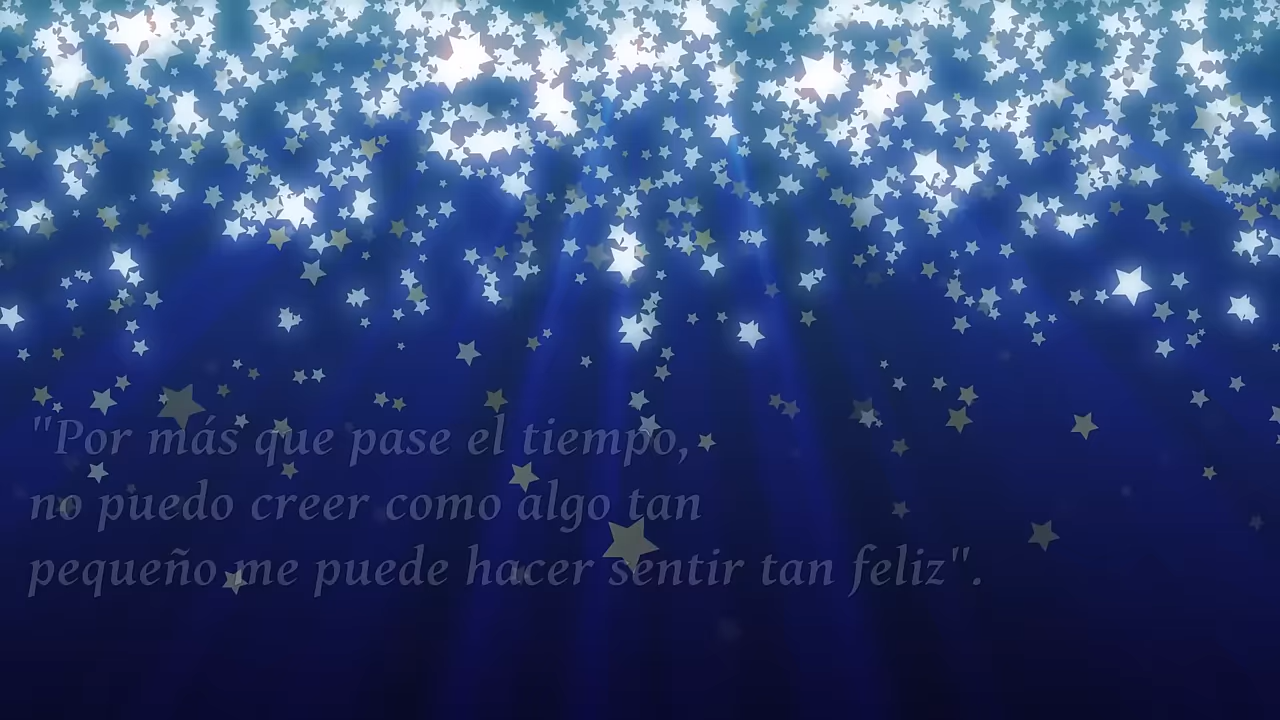 "Por más que pase el tiempo,
no puedo creer como algo tan
pequeño me puede hacer sentir tan feliz".